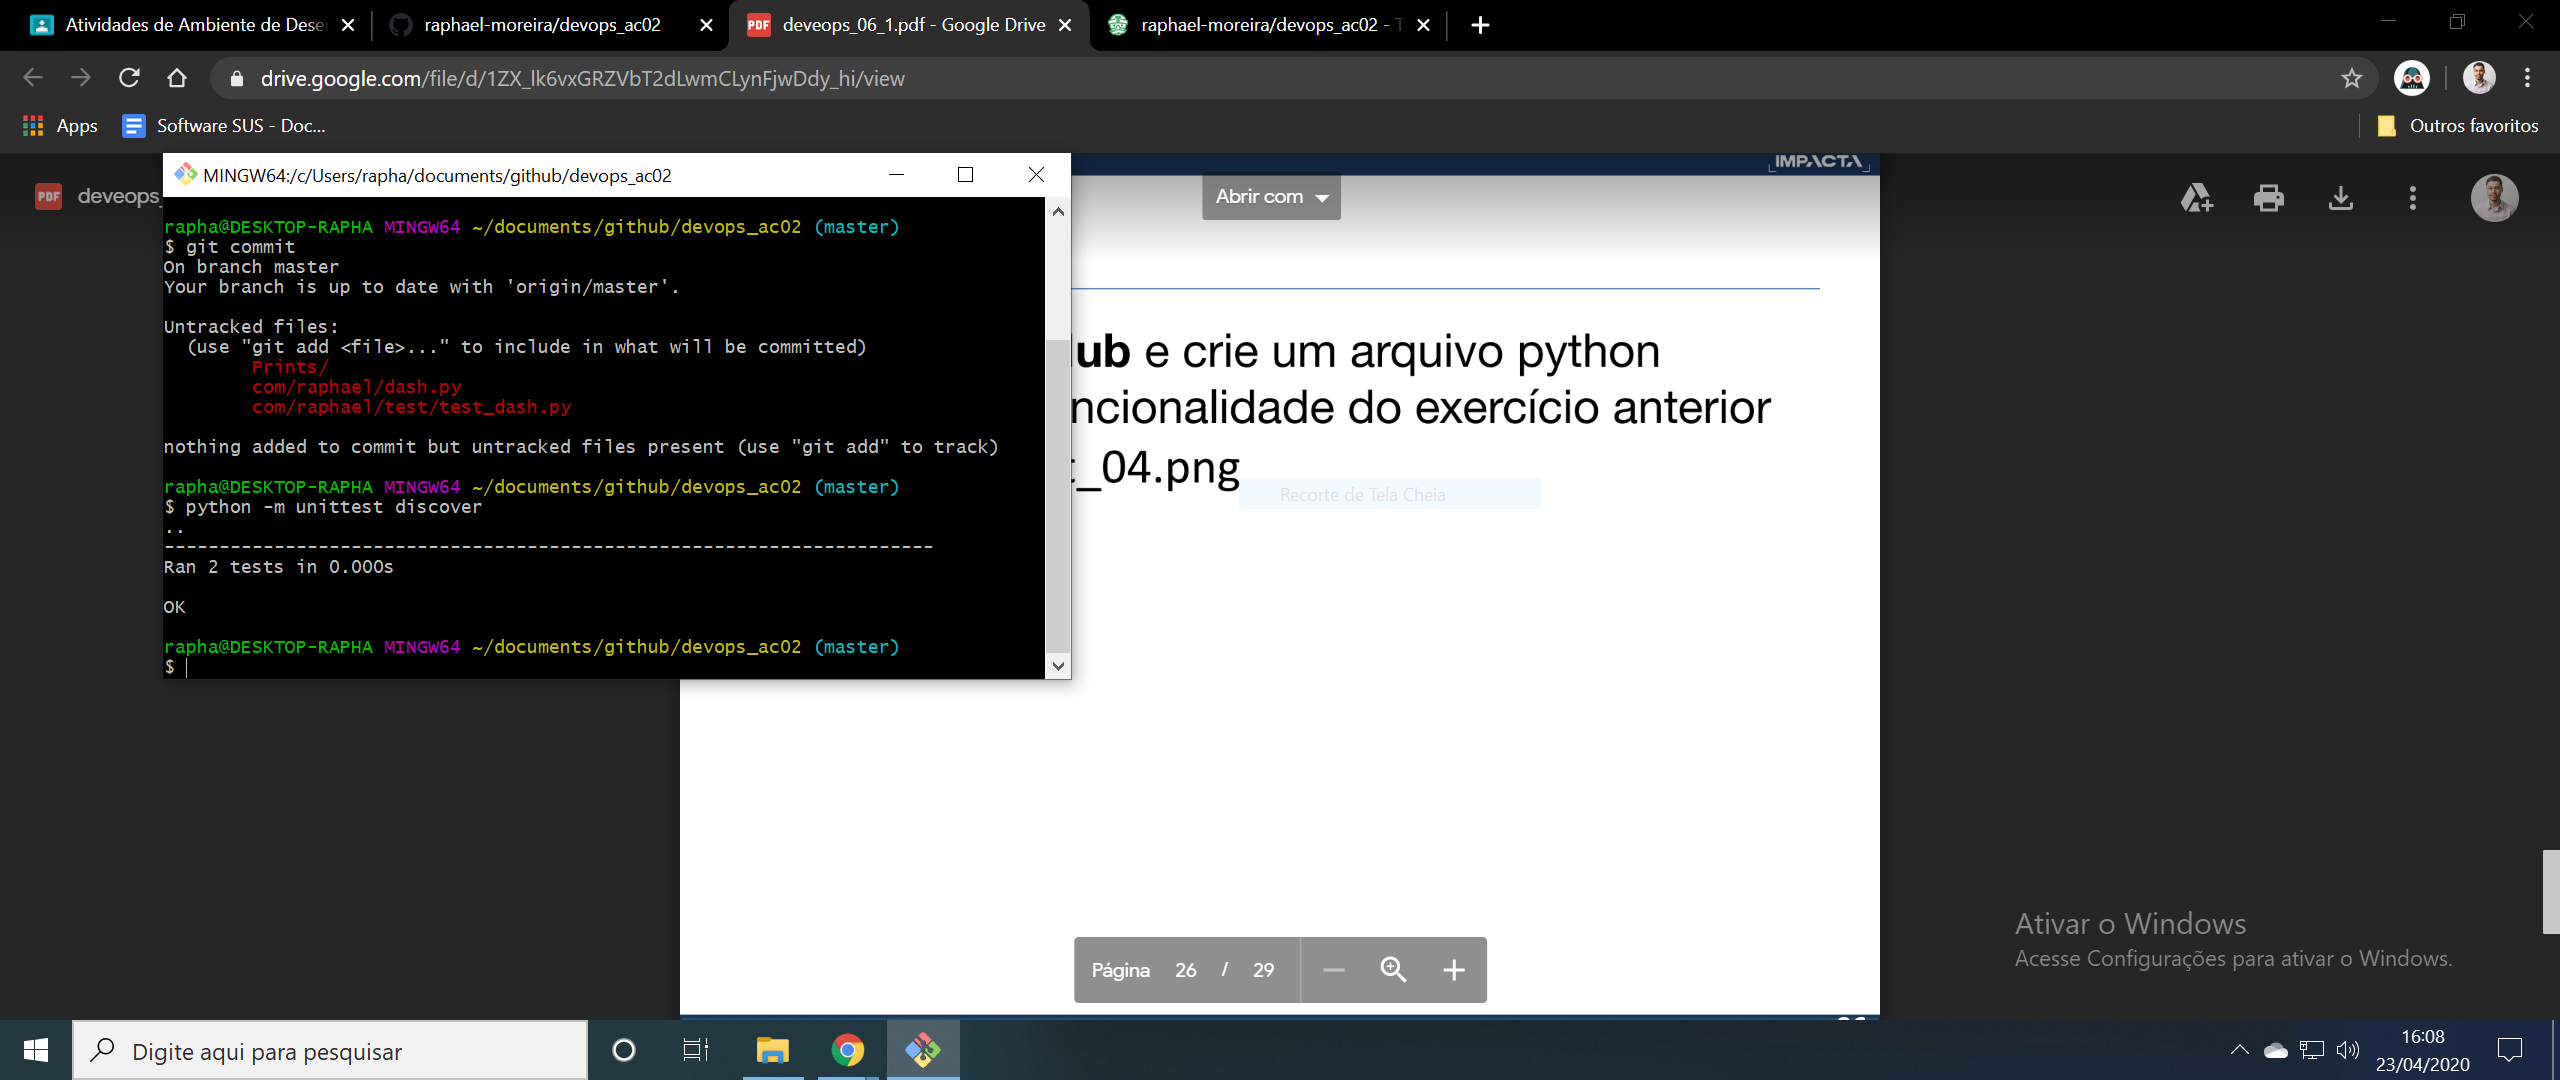 Atividades de Ambiente de Deser
raphael-moreira/devops_ac02
deveops_06_1.pdf - Google Drive
raphael-moreira/devops_ac02 - T
drive.google.com/file/d/1ZX_lk6vxGRZVbT2dLwmCLynFjwDdy_hi/view
Apps
Software SUS - Doc...
Outros favoritos
PDF
deveops_
MINGW64:/c/Users/rapha/documents/github/devops_ac02
IMPACTA
Abrir com
rapha@DESKTOP-RAPHA MINGW64 ~/documents/github/devops_ac02 (master)
$ git commit
On branch master
Your branch is up to date with 'origin/master'.
Untracked files:
(use "git add <file>..." to include in what will be committed)
Prints/
com/raphael/dash.py
com/raphael/test/test_dash.py
nothing added to commit but untracked files present (use "git add" to track)
rapha@DESKTOP-RAPHA MINGW64 ~/documents/github/devops_ac02 (master)
$ python -m unittest discover
..
----------------------------------------------------------------------
Ran 2 tests in 0.000s
OK
rapha@DESKTOP-RAPHA MINGW64 ~/documents/github/devops_ac02 (master)
$
ub e crie um arquivo python
ncionalidade do exercício anterior
t_04.png
Recorte de Tela Cheia
Página 26 / 29
Ativar o Windows
Acesse Configurações para ativar o Windows.
Digite aqui para pesquisar
16:08
23/04/2020